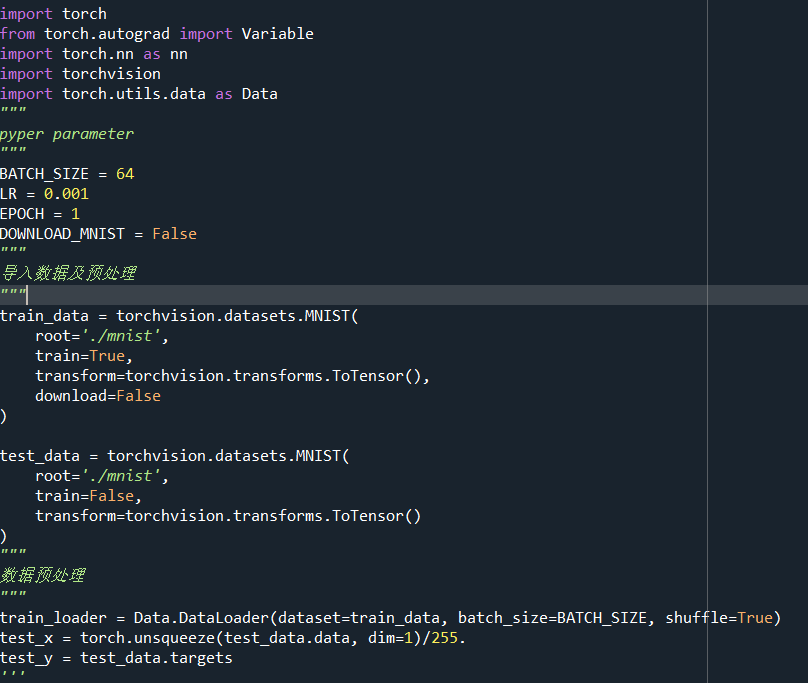 import torch
from torch.autograd import Variable
import torch.nn as nn
import torchvision
import torch.utils.data as Data
"""
pyper parameter
"""
BATCH_SIZE = 64
LR = 0.001
EPOCH = 1
DOWNLOAD_MNIST = False
"""
导入数据及预处理
"""
train_data = torchvision.datasets.MNIST(
    root='./mnist',
    train=True,
    transform=torchvision.transforms.ToTensor(),
    download=False
)
test_data = torchvision.datasets.MNIST(
    root='./mnist',
    train=False,
    transform=torchvision.transforms.ToTensor()
)
"""
数据预处理
"""
train_loader = Data.DataLoader(dataset=train_data, batch_size=BATCH_SIZE, shuffle=True)
test_x = torch.unsqueeze(test_data.data, dim=1)/255.
test_y = test_data.targets
'''